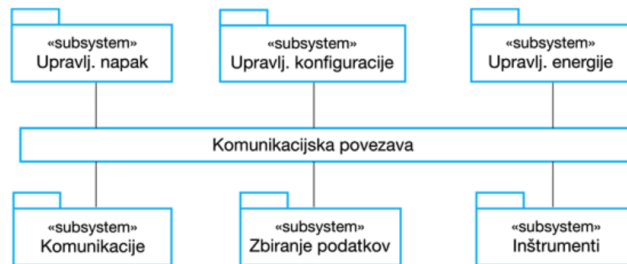 «subsystem» «subsystem» «subsystem»
Upravlj. napak Upravlj. konfiguracije Upravlj. energije
Komunikacijska povezava
«subsystem» «subsystem» «subsystem»
Komunikacije Zbiranje podatkov Inštrumenti